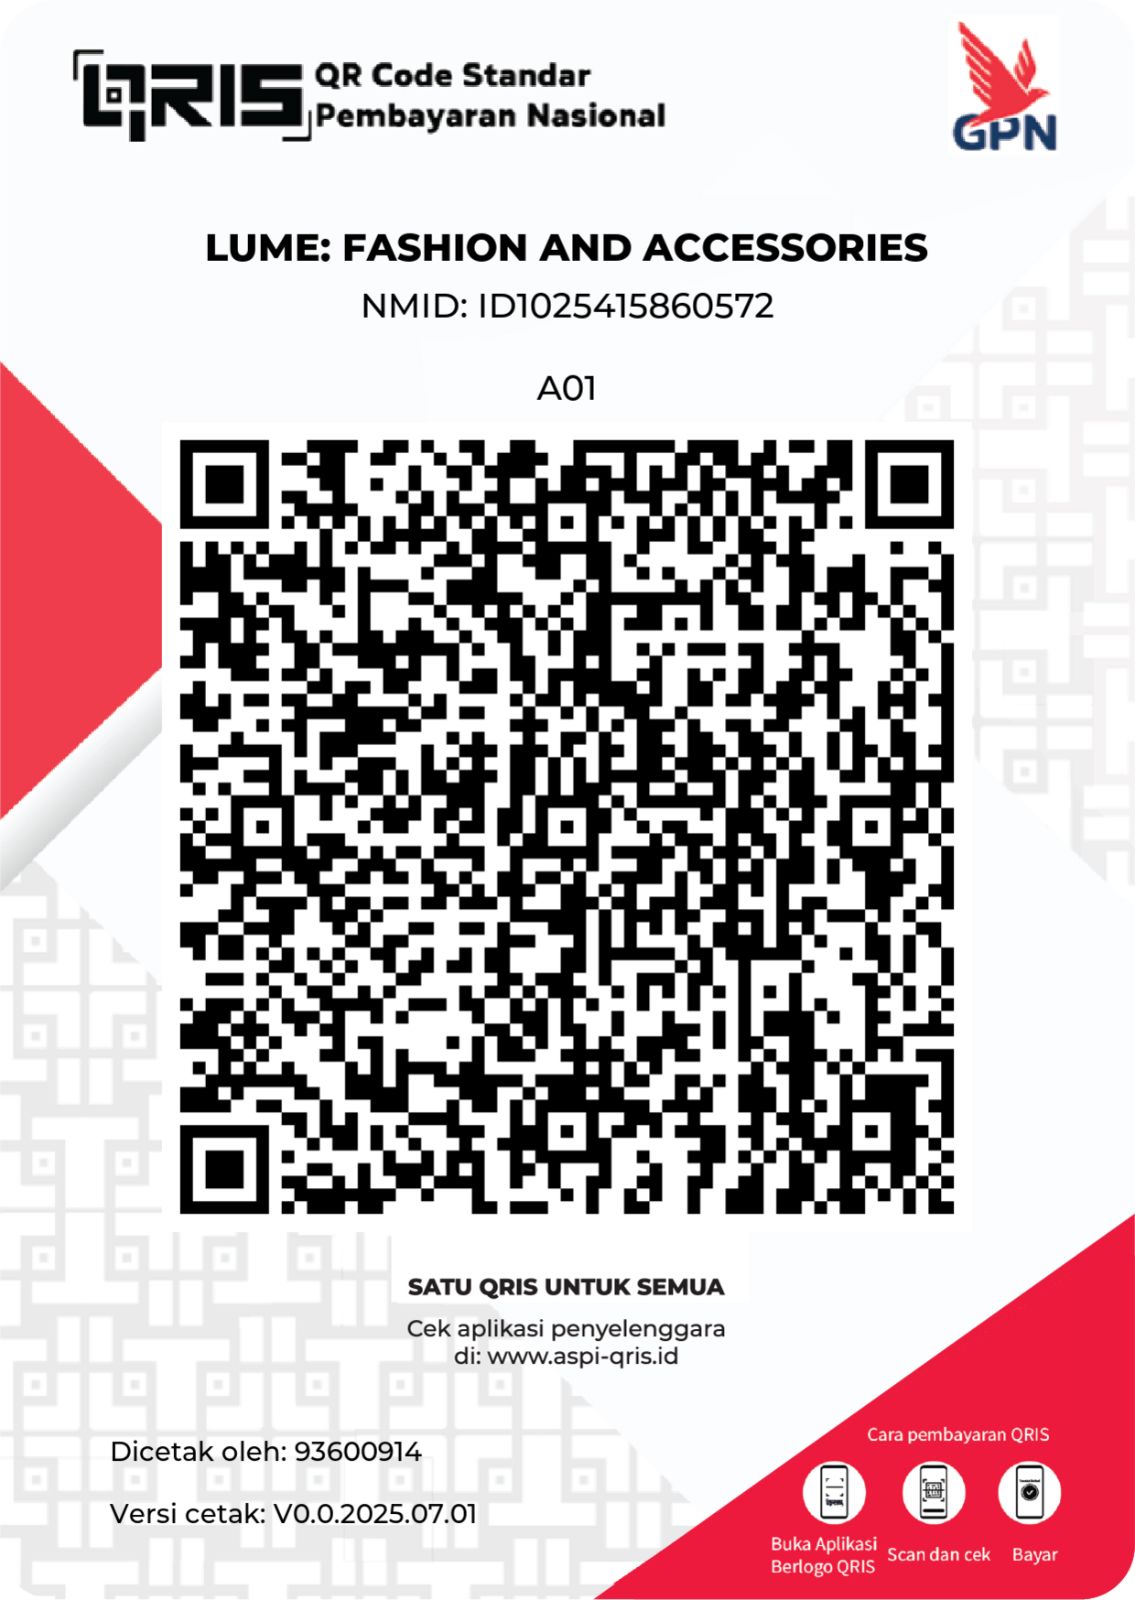 QRIS
QR Code Standar
Pembayaran Nasional
GPN
LUME: FASHION AND ACCESSORIES
NMID: ID1025415860572
A01
SATU QRIS UNTUK SEMUA
Cek aplikasi penyelenggara
di: www.aspi-qris.id
Dicetak oleh: 93600914
Versi cetak: V0.0.2025.07.01
Cara pembayaran QRIS
Buka Aplikasi
Berlogo QRIS
Scan dan cek
Bayar